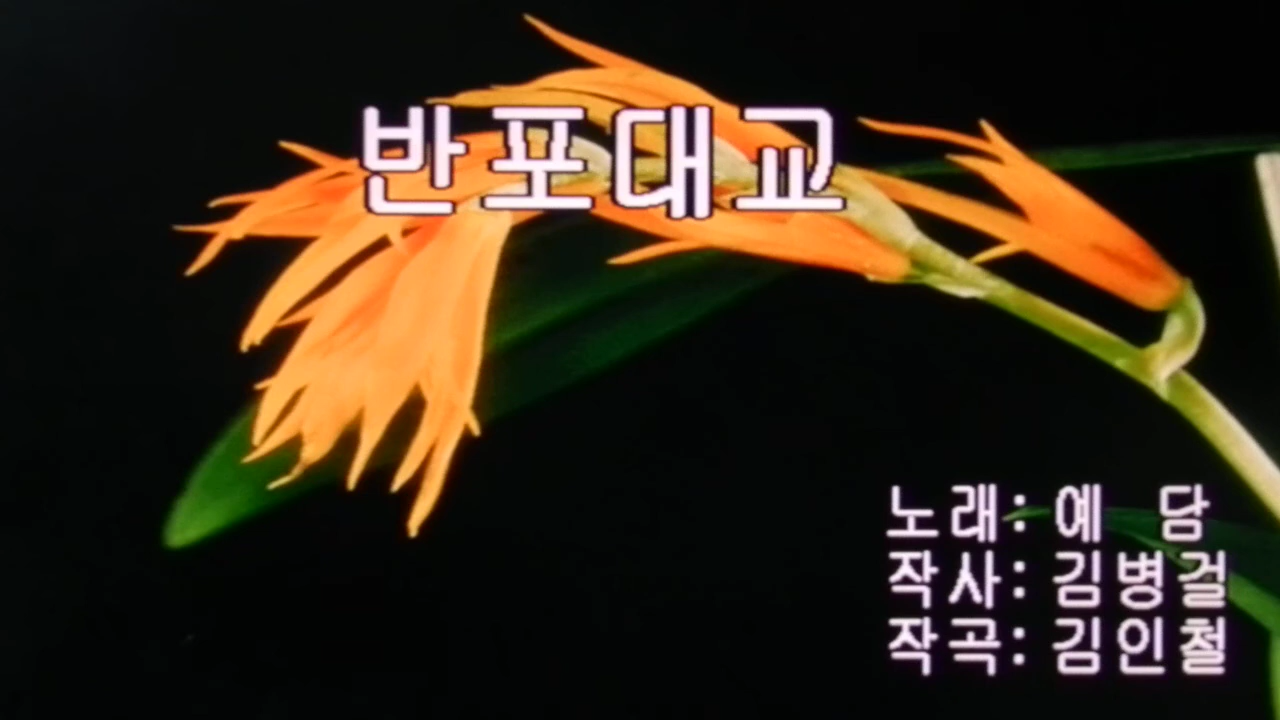 반포대교
노래: 예 담
작사: 김병걸
작곡: 김인철